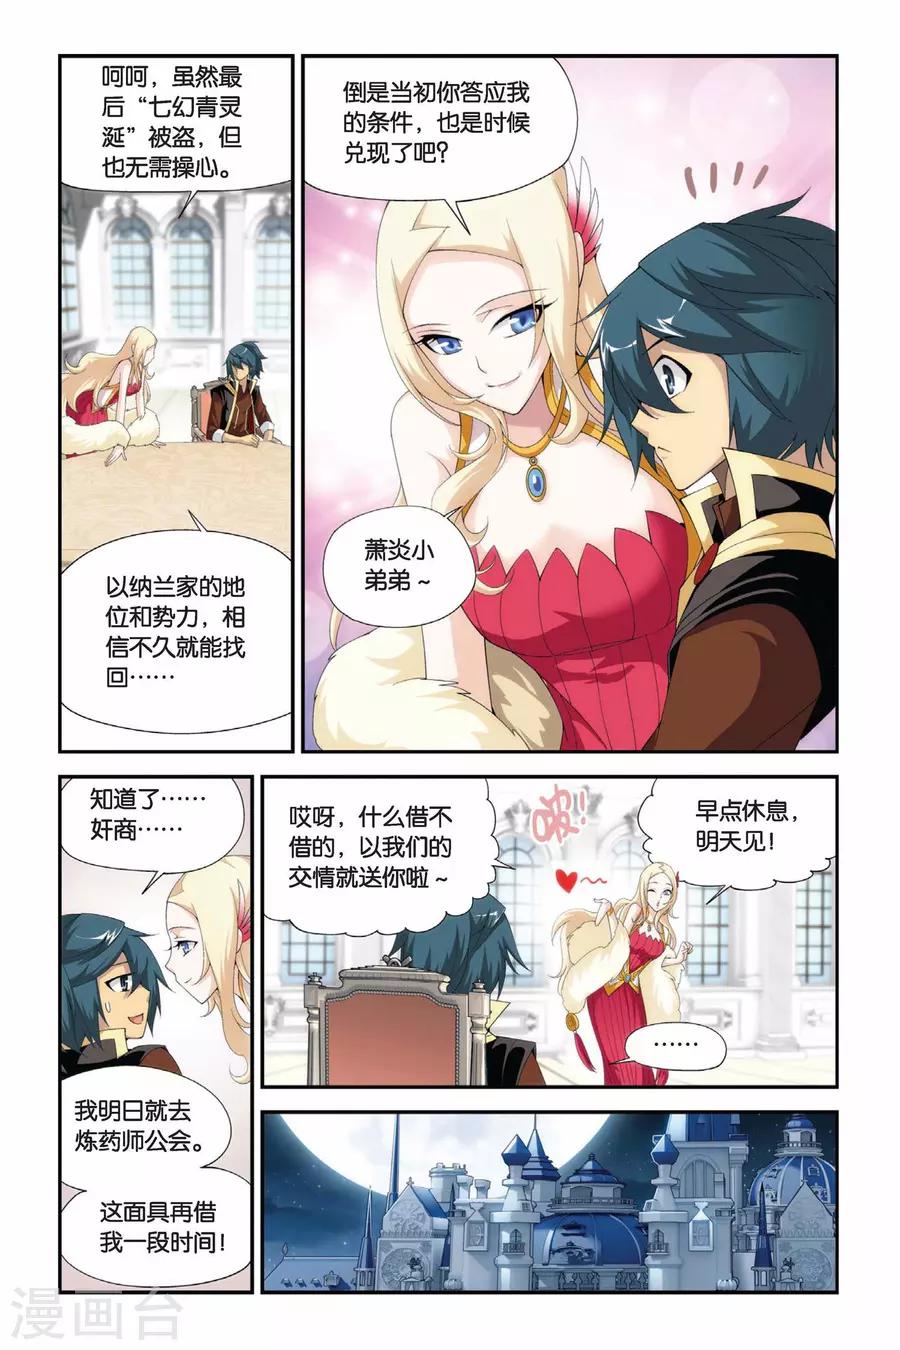 呵呵，虽然最
后“七幻青灵
涎”被盗，但
也无需操心。
以纳兰家的地
位和势力，相
信不久就能找
回……
倒是当初你答应我
的条件，也是时候
兑现了吧？
萧炎小
弟弟～
知道了……
奸商……
我明日就去
炼药师公会。
这面具再借
我一段时间！
哎呀，什么借不
借的，以我们的
交情就送你啦～
啵！
早点休息，
明天见！
……
漫画台